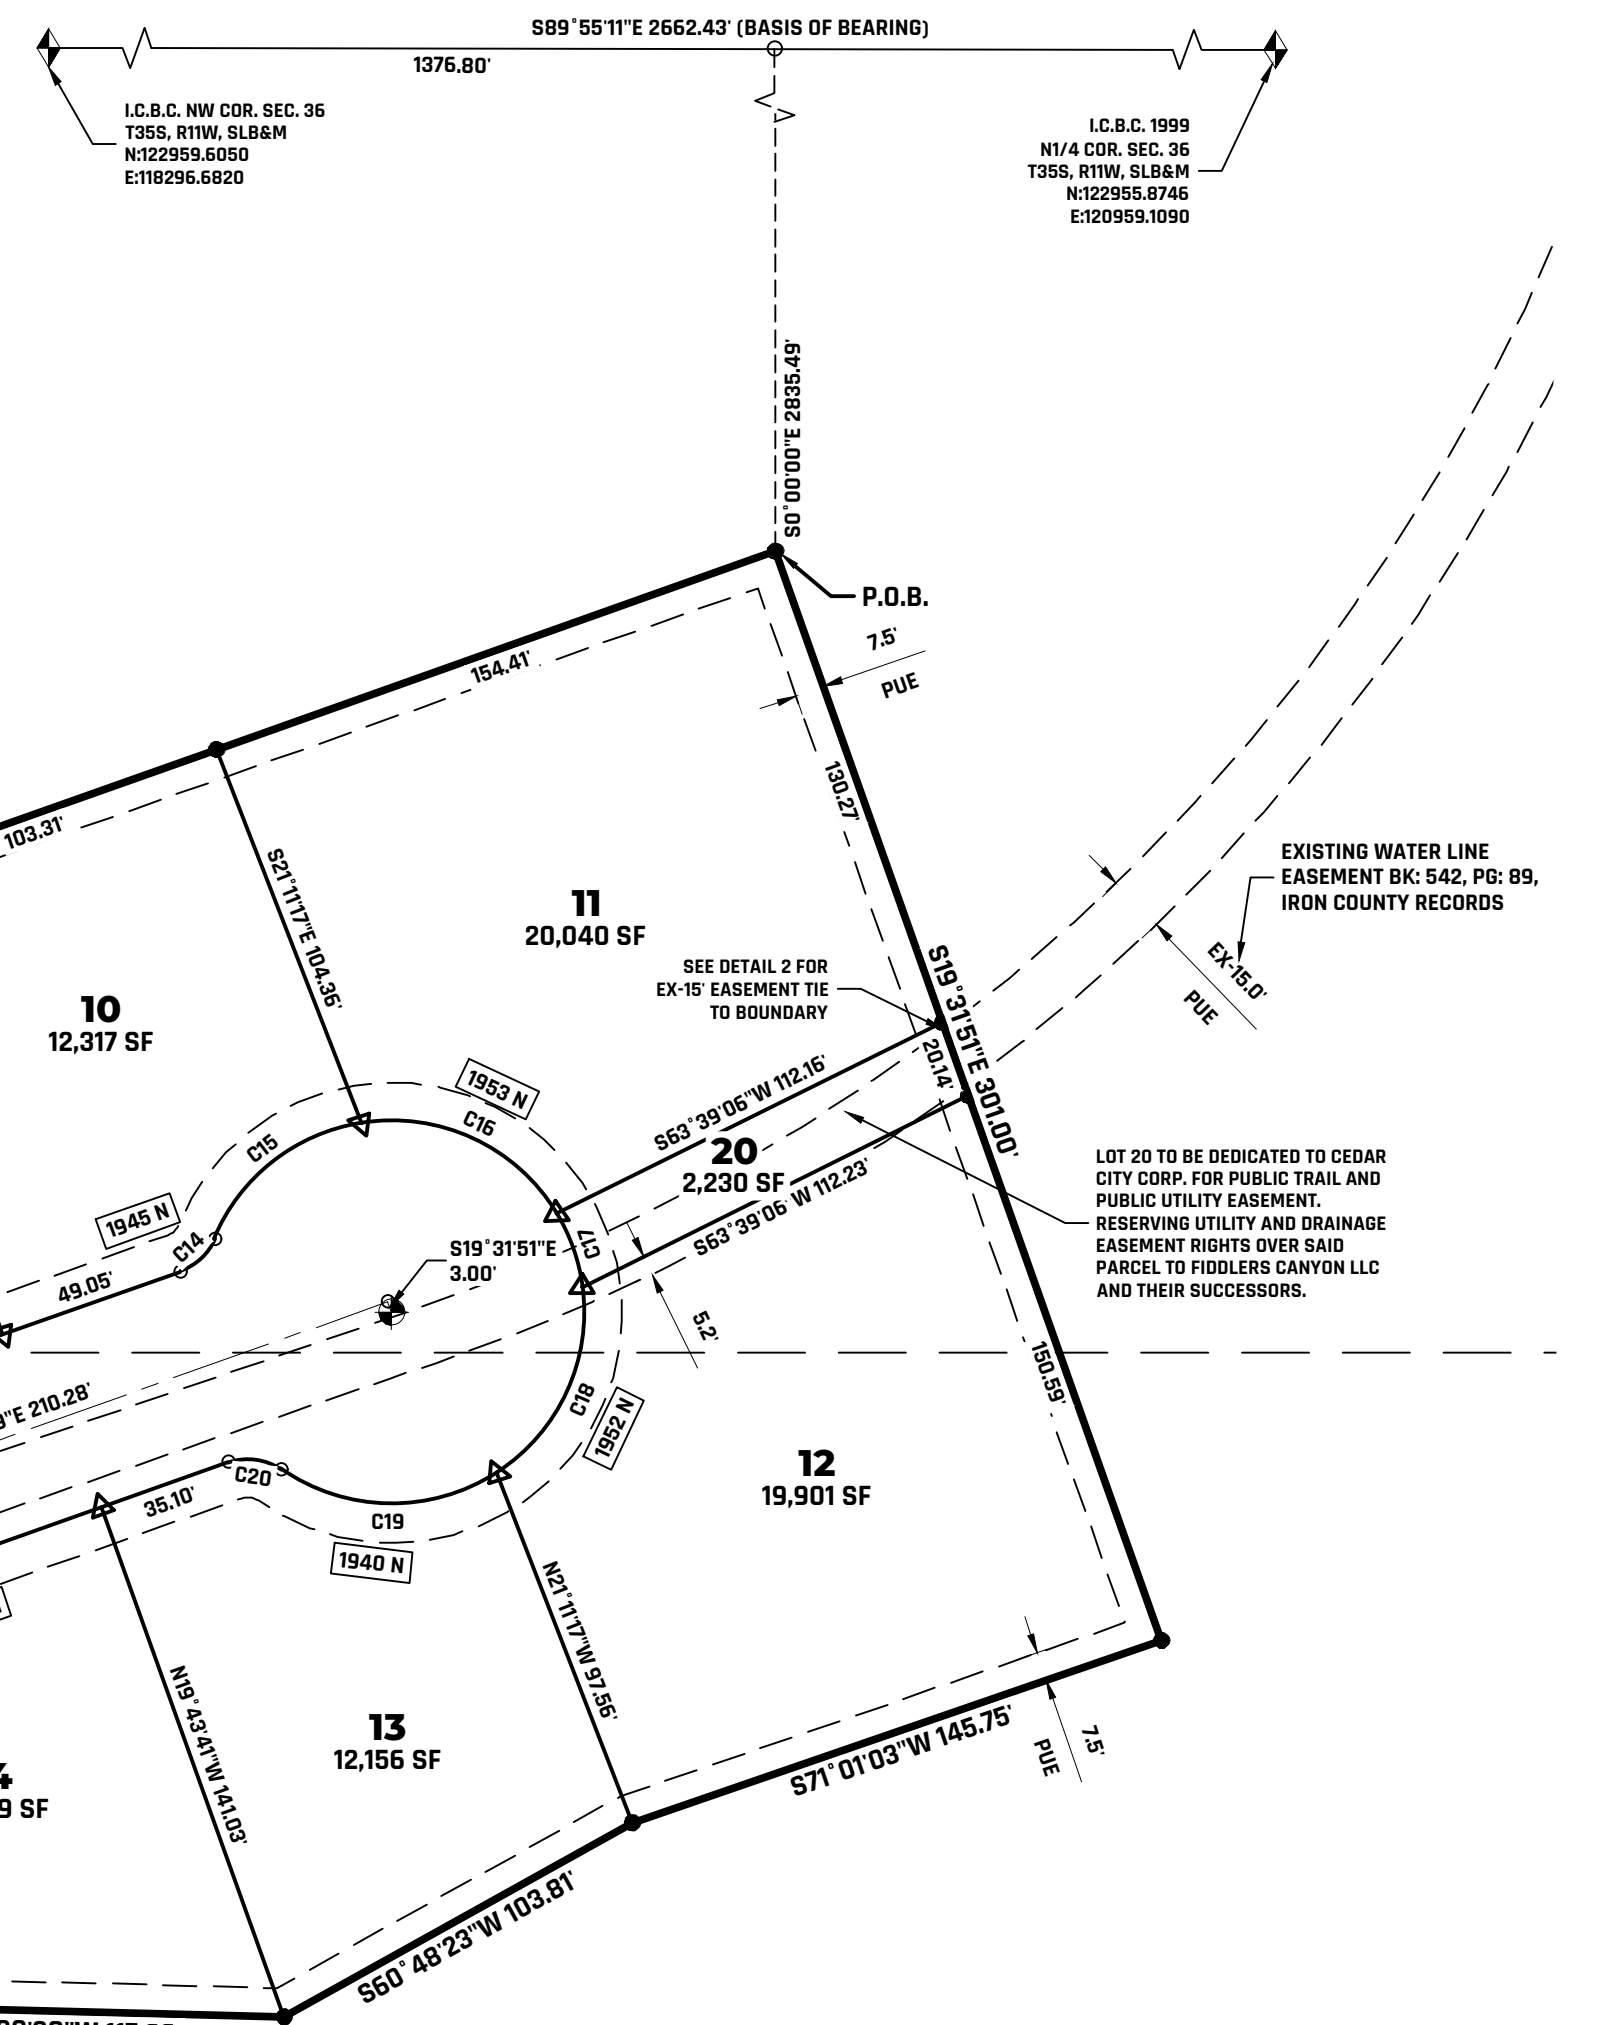 S89°55'11"E 2662.43' (BASIS OF BEARING)
1376.80'
I.C.B.C. NW COR. SEC. 36
T35S, R11W, SLB&M
N:122959.6050
E:118296.6820
I.C.B.C. 1999
N1/4 COR. SEC. 36
T35S, R11W, SLB&M
N:122955.8746
E:120959.1090
S0°00'00"E 2835.49'
P.O.B.
7.5'
PUE
154.41'
103.31'
130.27'
S21°11'17"E 104.36'
11
20,040 SF
10
12,317 SF
SEE DETAIL 2 FOR
EX-15' EASEMENT TIE
TO BOUNDARY
S19°31'51"E 301.00'
20.14'
EXISTING WATER LINE
EASEMENT BK: 542, PG: 89,
IRON COUNTY RECORDS
EX-15.0'
PUE
1953 N
C16
C15
S63°39'06"W 112.16'
20
2,230 SF
S63°39'06"W 112.23'
LOT 20 TO BE DEDICATED TO CEDAR
CITY CORP. FOR PUBLIC TRAIL AND
PUBLIC UTILITY EASEMENT.
RESERVING UTILITY AND DRAINAGE
EASEMENT RIGHTS OVER SAID
PARCEL TO FIDDLERS CANYON LLC
AND THEIR SUCCESSORS.
1945 N
C14
C17
S19°31'51"E
3.00'
49.05'
5.2'
150.59'
9"E 210.28'
C18
1952 N
C20
35.10'
C19
1940 N
12
19,901 SF
N21°11'17"W 97.56'
N19°43'41"W 141.03'
13
12,156 SF
4
9 SF
S71°01'03"W 145.75'
7.5'
PUE
S60°48'23"W 103.81'